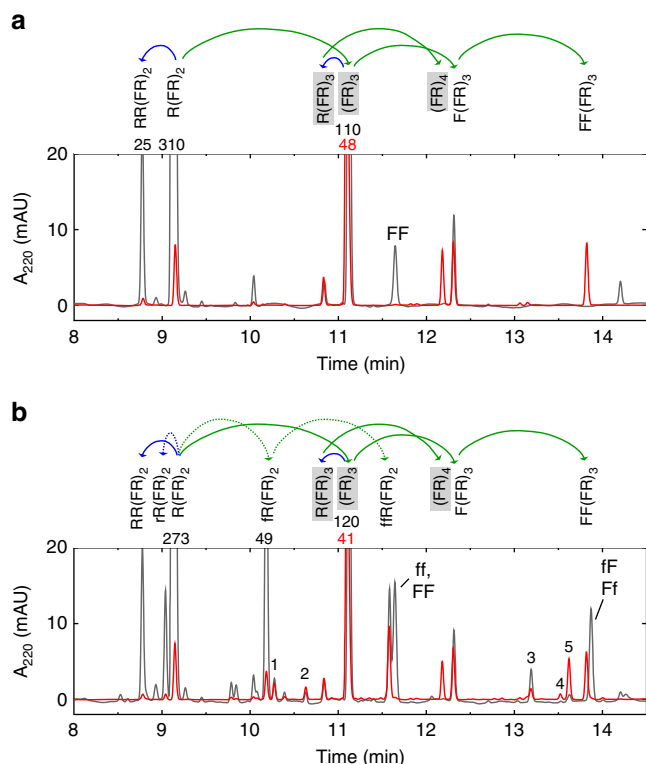 a
RR(FR)₂ R(FR)₂ R(FR)₃ (FR)₃ (FR)₄ F(FR)₃ FF(FR)₃
25 310 110
48
20
10
0
A₂₂₀ (mAU)
FF
8 9 10 11 12 13 14
Time (min)
b
RR(FR)₂ rR(FR)₂ R(FR)₂ fR(FR)₂ R(FR)₃ (FR)₃ ffR(FR)₂ (FR)₄ F(FR)₃ FF(FR)₃
273 49 120
41
20
10
0
A₂₂₀ (mAU)
ff,
FF
fF
Ff
1 2 3 4 5
8 9 10 11 12 13 14
Time (min)